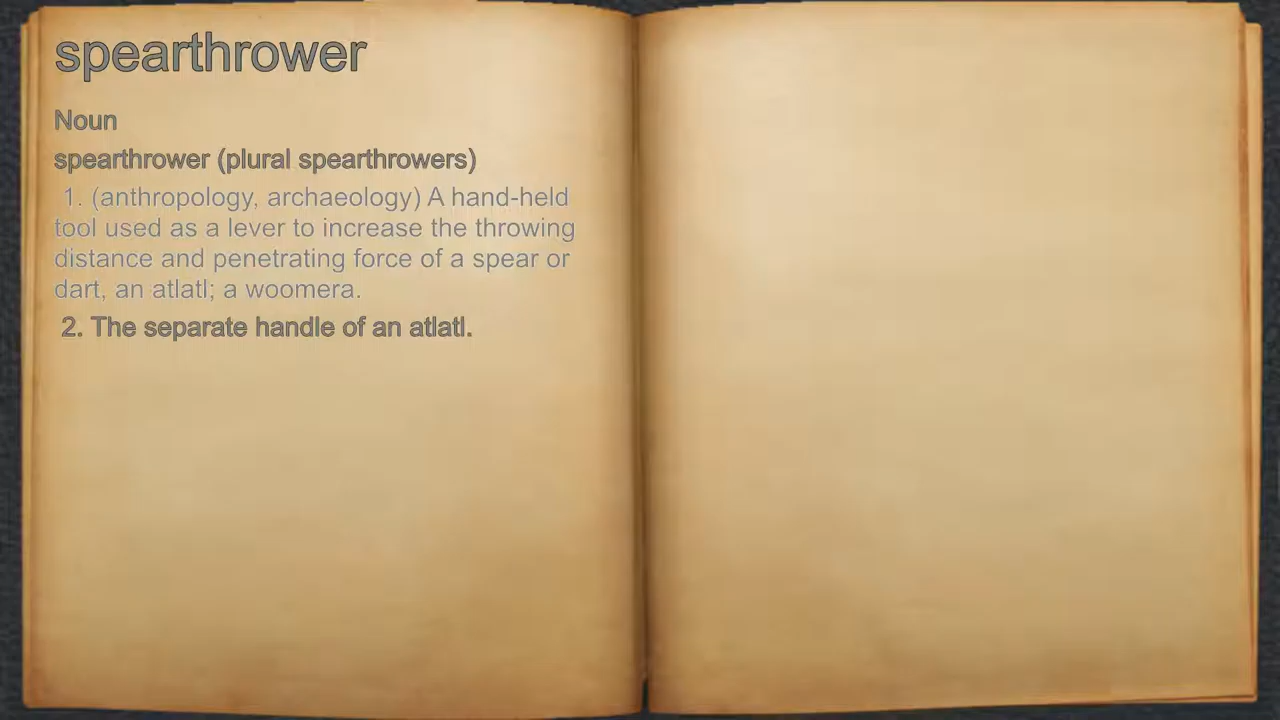 spearthrower
Noun
spearthrower (plural spearthrowers)
1. (anthropology, archaeology) A hand-held
tool used as a lever to increase the throwing
distance and penetrating force of a spear or
dart, an atlatl; a woomera.
2. The separate handle of an atlatl.